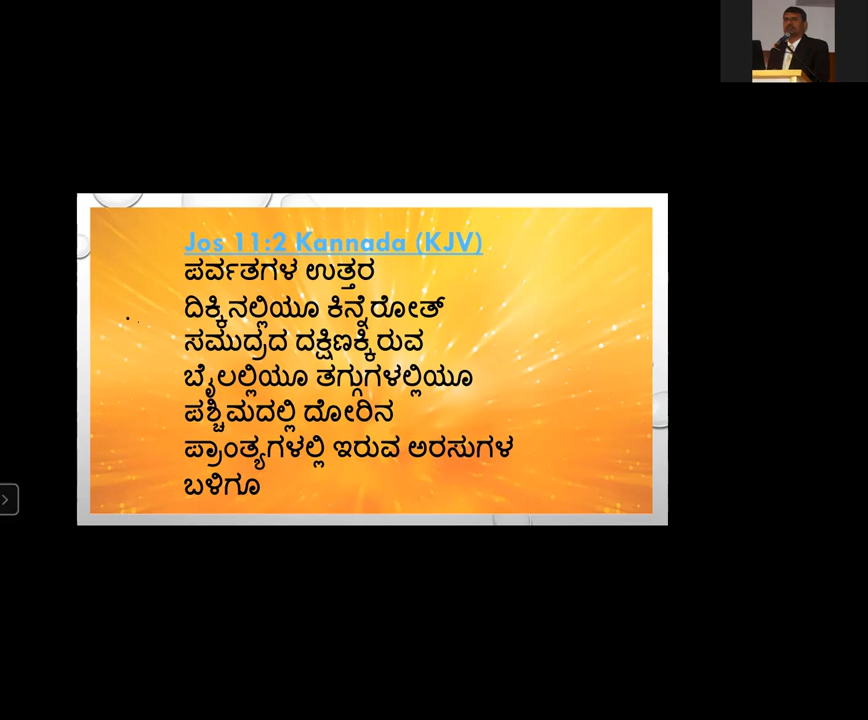 Jos 11:2 Kannada (KJV)
ಪರ್ವತಗಳ ಉತ್ತರ
ದಿಕ್ಕಿನಲ್ಲಿಯೂ ಕಿನ್ನೆರೋತ್
ಸಮುದ್ರದ ದಕ್ಷಿಣಕ್ಕಿರುವ
ಬೈಲಲ್ಲಿಯೂ ತಗ್ಗುಗಳಲ್ಲಿಯೂ
ಪಶ್ಚಿಮದಲ್ಲಿ ದೋರಿನ
ಪ್ರಾಂತ್ಯಗಳಲ್ಲಿ ಇರುವ ಅರಸುಗಳ
ಬಳಿಗೂ